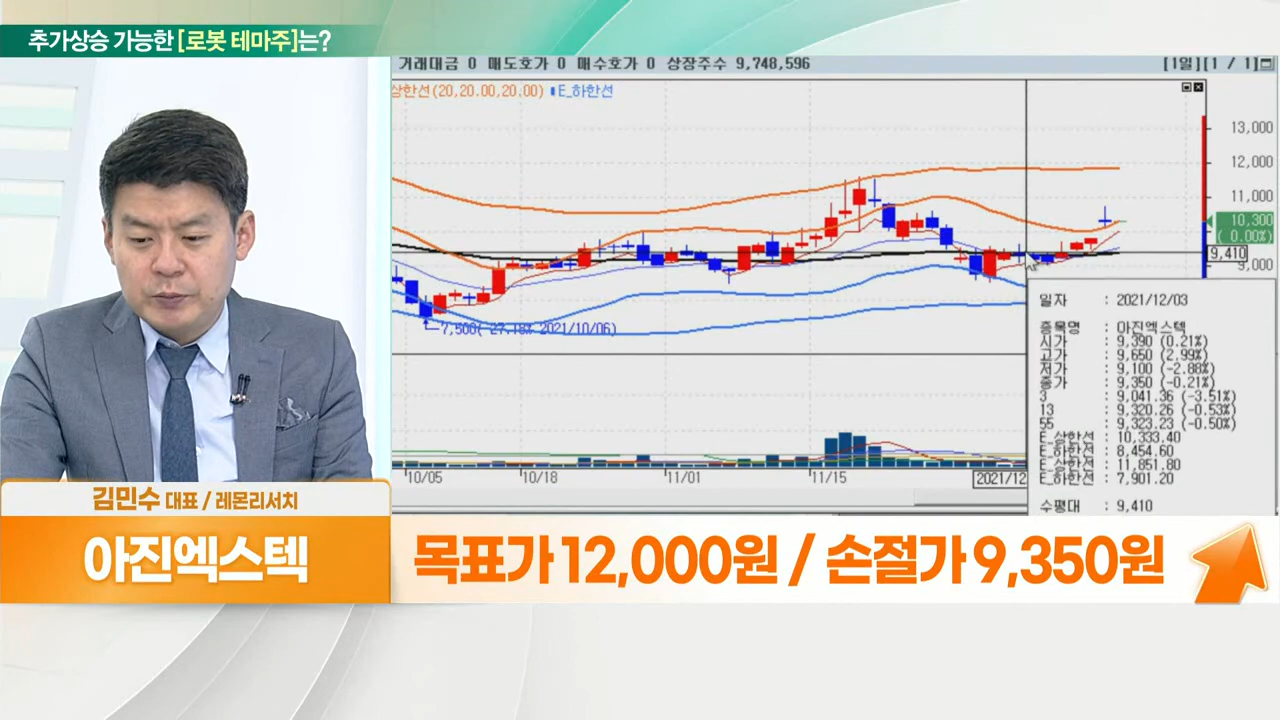 추가상승 가능한 [로봇 테마주]는?
거래대금 0 매도호가 0 매수호가 0 상장주수 9,748,596 [1일][1 / 1]
상한선(20,20.00,20.00) E_하한선
13,000
12,000
11,000
10,300
( 0.00%)
9,410
9,000
7,500(-27.18% 2021/10/06)
일자 : 2021/12/03
종목명 : 아진엑스텍
시가 : 9,390 (0.21%)
고가 : 9,650 (2.99%)
저가 : 9,100 (-2.88%)
종가 : 9,350 (-0.21%)
3 : 9,041.36 (-3.51%)
13 : 9,320.26 (-0.53%)
55 : 9,323.23 (-0.50%)
E_상한선 : 10,333.40
E_하한선 : 8,454.60
E_상한선 : 11,851.80
E_하한선 : 7,901.20
수평대 : 9,410
10/05 10/18 11/01 11/15 2021/12
김민수 대표 / 레몬리서치
아진엑스텍
목표가 12,000원 / 손절가 9,350원